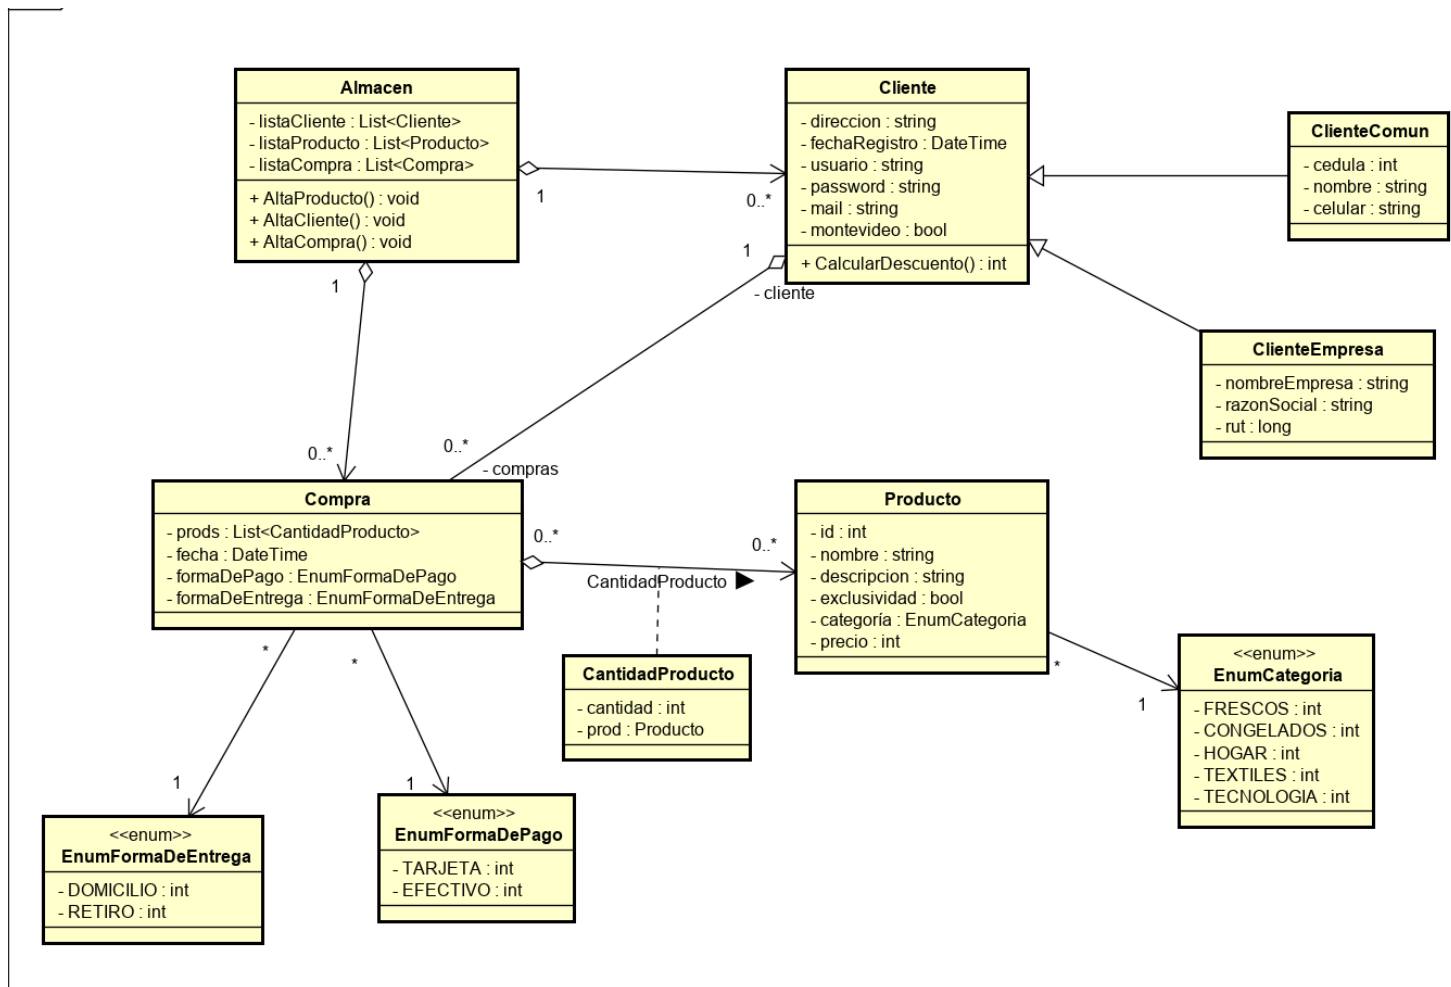 Almacen
- listaCliente : List<Cliente>
- listaProducto : List<Producto>
- listaCompra : List<Compra>
+ AltaProducto() : void
+ AltaCliente() : void
+ AltaCompra() : void
Cliente
- direccion : string
- fechaRegistro : DateTime
- usuario : string
- password : string
- mail : string
- montevideo : bool
+ CalcularDescuento() : int
ClienteComun
- cedula : int
- nombre : string
- celular : string
1
0..*
1
- cliente
1
ClienteEmpresa
- nombreEmpresa : string
- razonSocial : string
- rut : long
0..*
0..*
- compras
Compra
- prods : List<CantidadProducto>
- fecha : DateTime
- formaDePago : EnumFormaDePago
- formaDeEntrega : EnumFormaDeEntrega
0..*
0..*
CantidadProducto
Producto
- id : int
- nombre : string
- descripcion : string
- exclusividad : bool
- categoría : EnumCategoria
- precio : int
CantidadProducto
- cantidad : int
- prod : Producto
*
1
<<enum>>
EnumCategoria
- FRESCOS : int
- CONGELADOS : int
- HOGAR : int
- TEXTILES : int
- TECNOLOGIA : int
*
*
1
1
<<enum>>
EnumFormaDeEntrega
- DOMICILIO : int
- RETIRO : int
<<enum>>
EnumFormaDePago
- TARJETA : int
- EFECTIVO : int